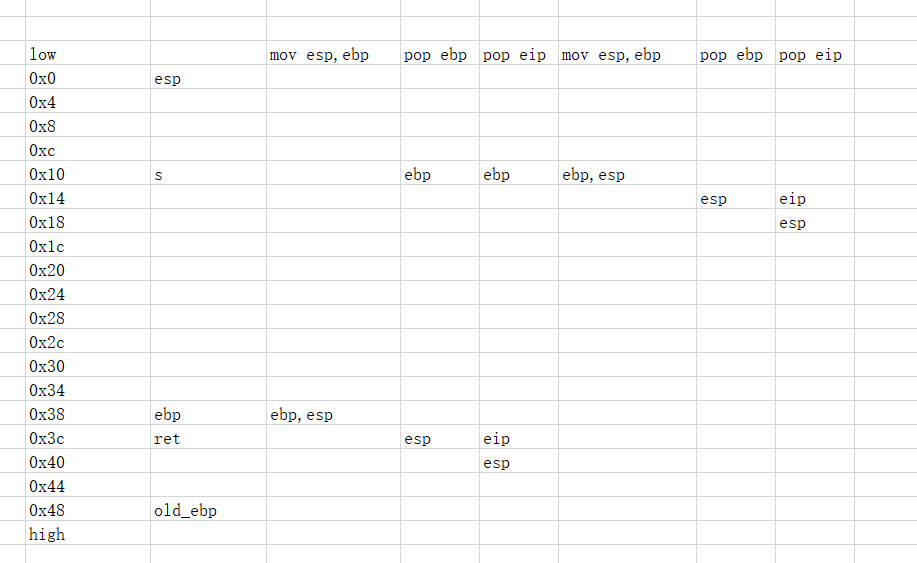 low mov esp,ebp pop ebp pop eip mov esp,ebp pop ebp pop eip
0x0 esp
0x4
0x8
0xc
0x10 s ebp ebp ebp,esp
0x14 esp eip
0x18 esp
0x1c
0x20
0x24
0x28
0x2c
0x30
0x34
0x38 ebp ebp,esp
0x3c ret esp eip
0x40 esp
0x44
0x48 old_ebp
high